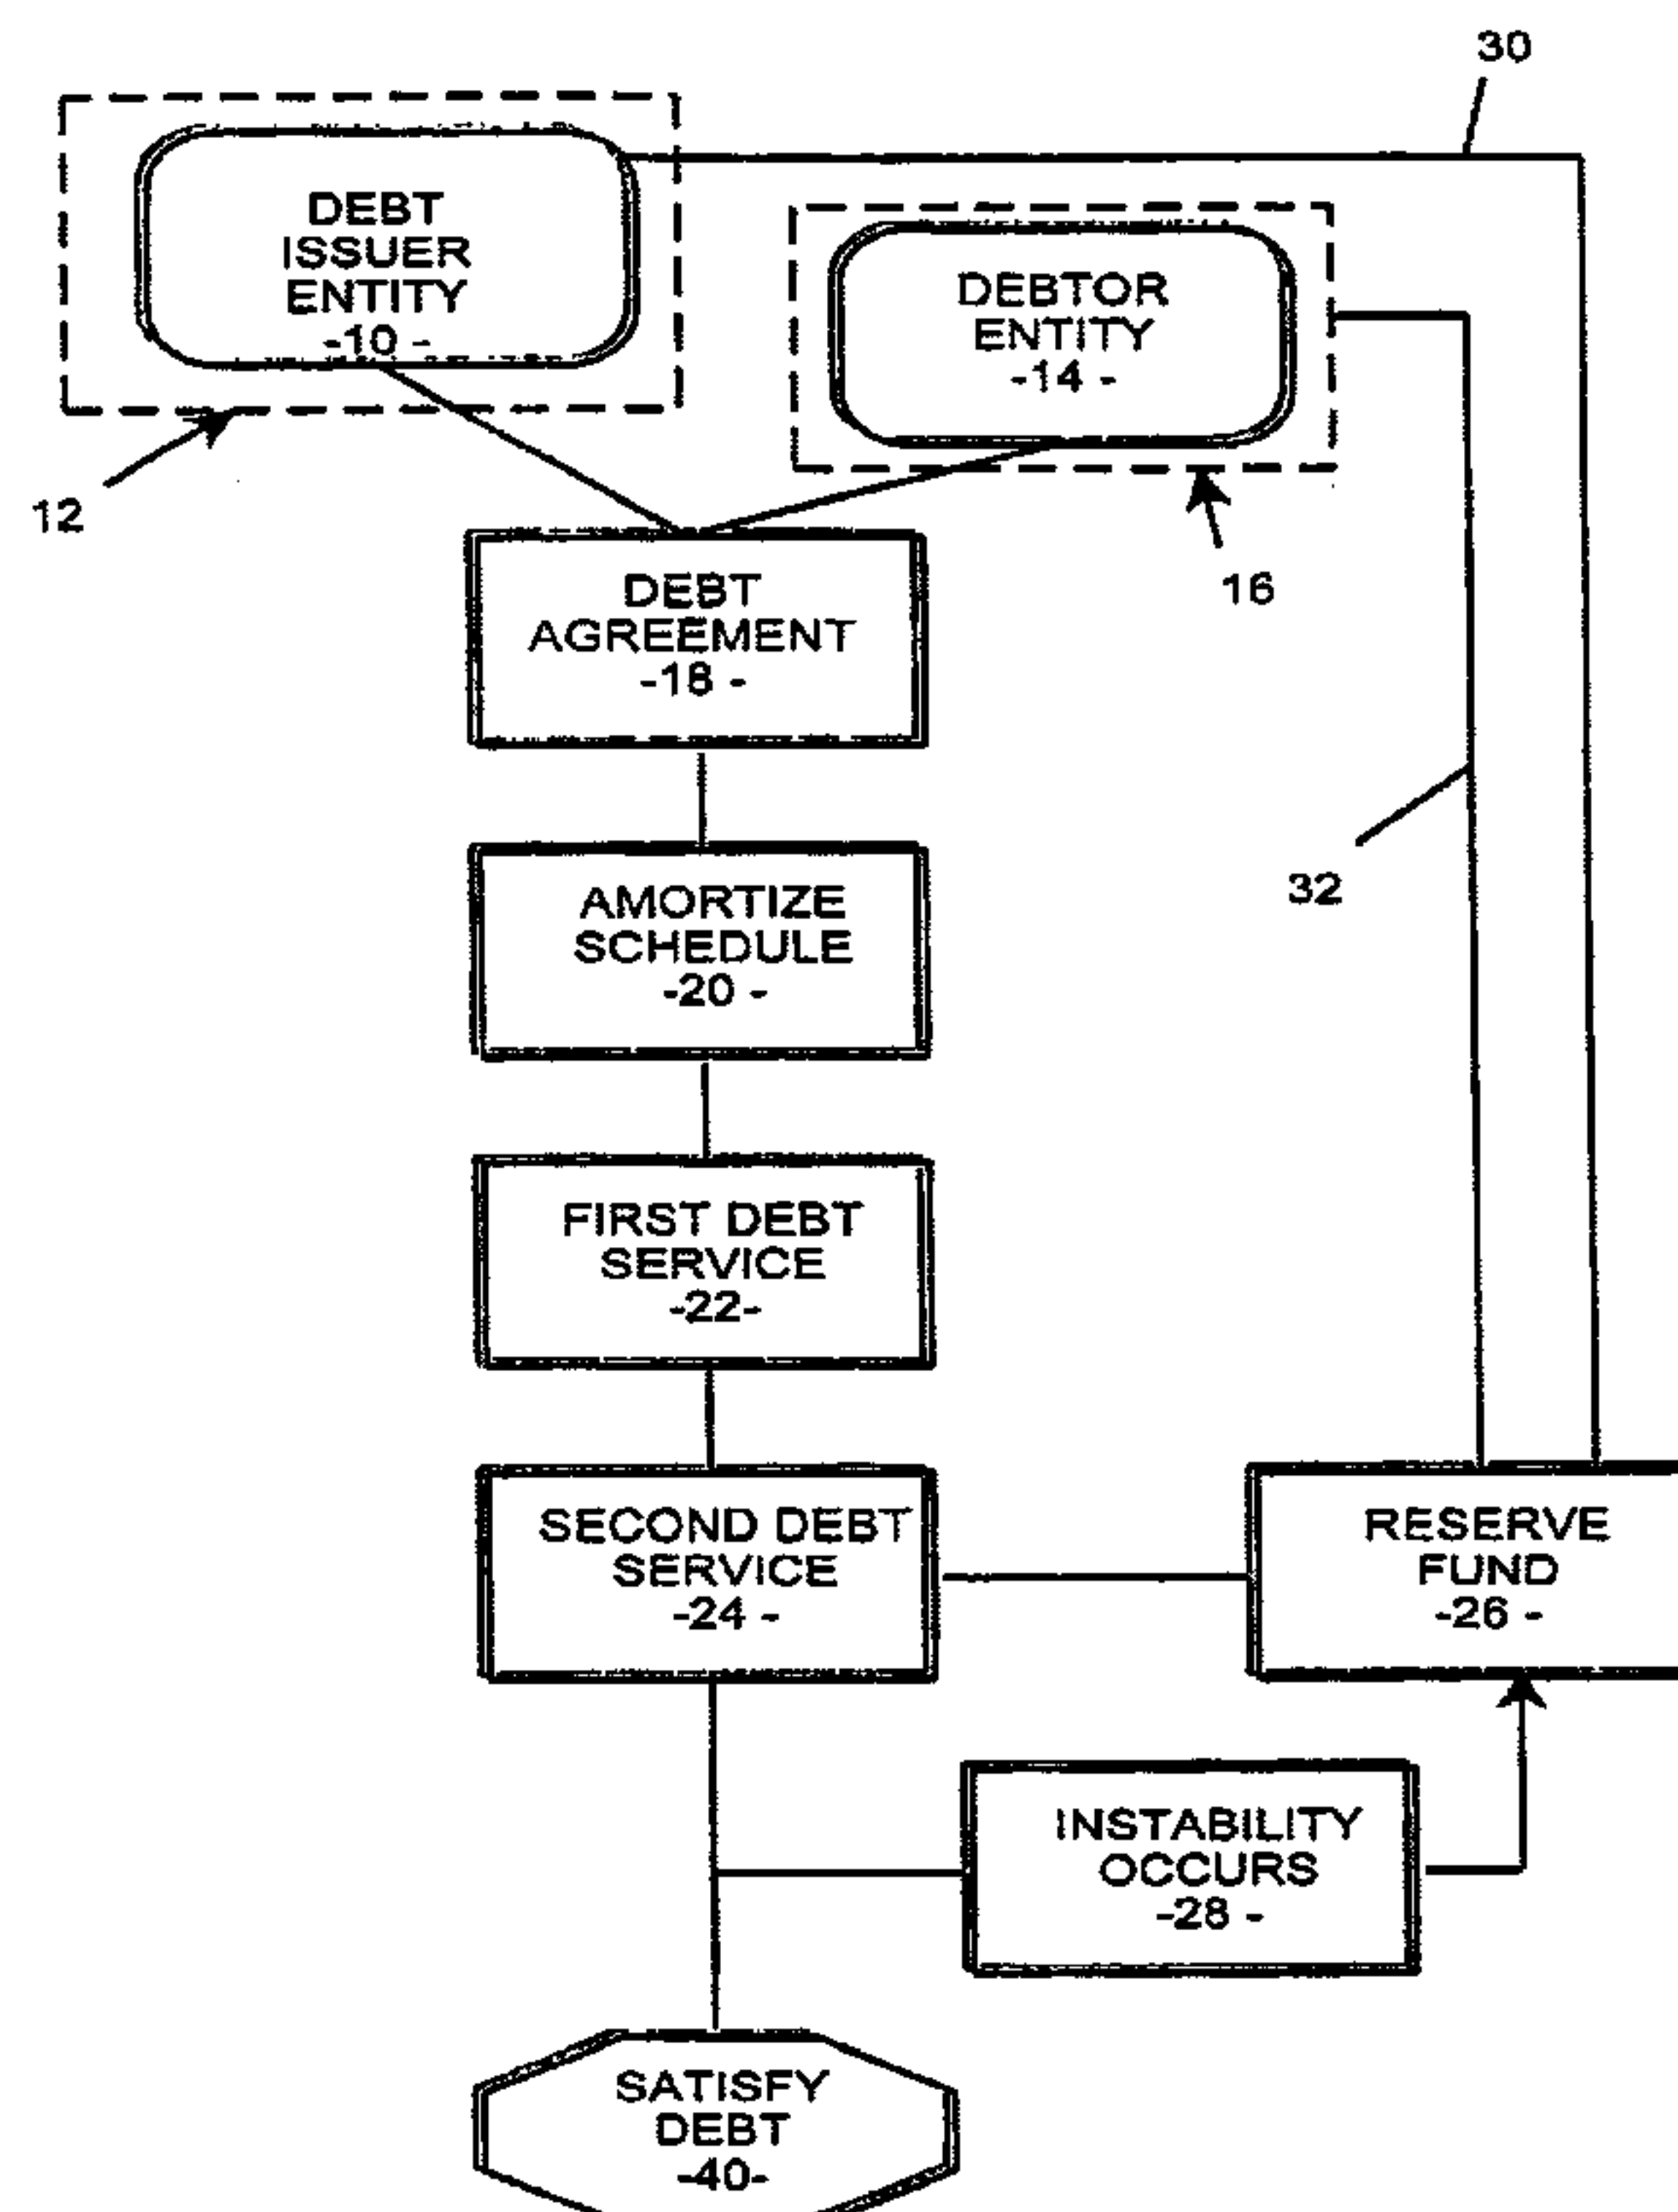 30
DEBT
ISSUER
ENTITY
-10 -
DEBTOR
ENTITY
-14 -
12
16
DEBT
AGREEMENT
-18 -
32
AMORTIZE
SCHEDULE
-20 -
FIRST DEBT
SERVICE
-22-
SECOND DEBT
SERVICE
-24 -
RESERVE
FUND
-26 -
INSTABILITY
OCCURS
-28 -
SATISFY
DEBT
-40-